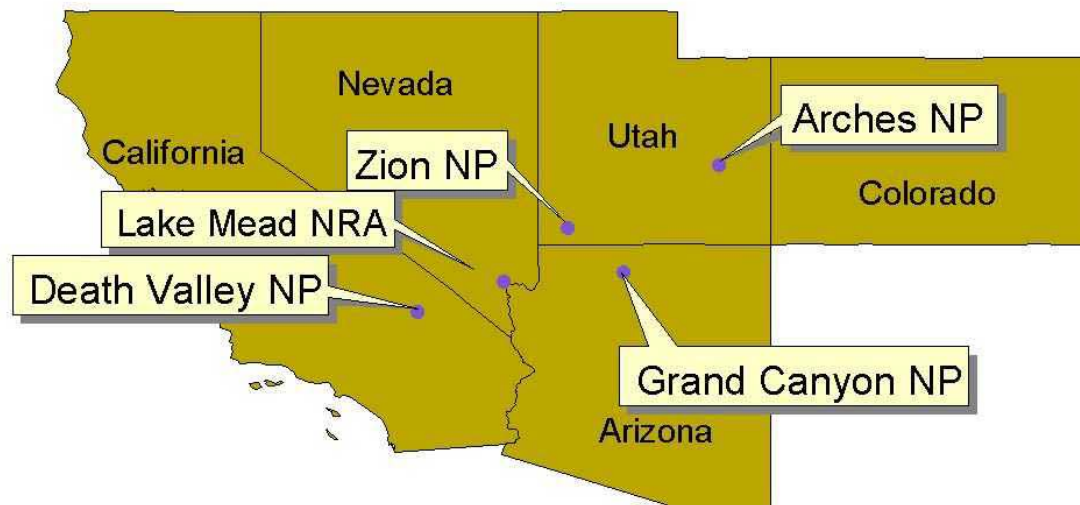 Nevada
Arches NP
Utah
California
Zion NP
Colorado
Lake Mead NRA
Death Valley NP
Grand Canyon NP
Arizona